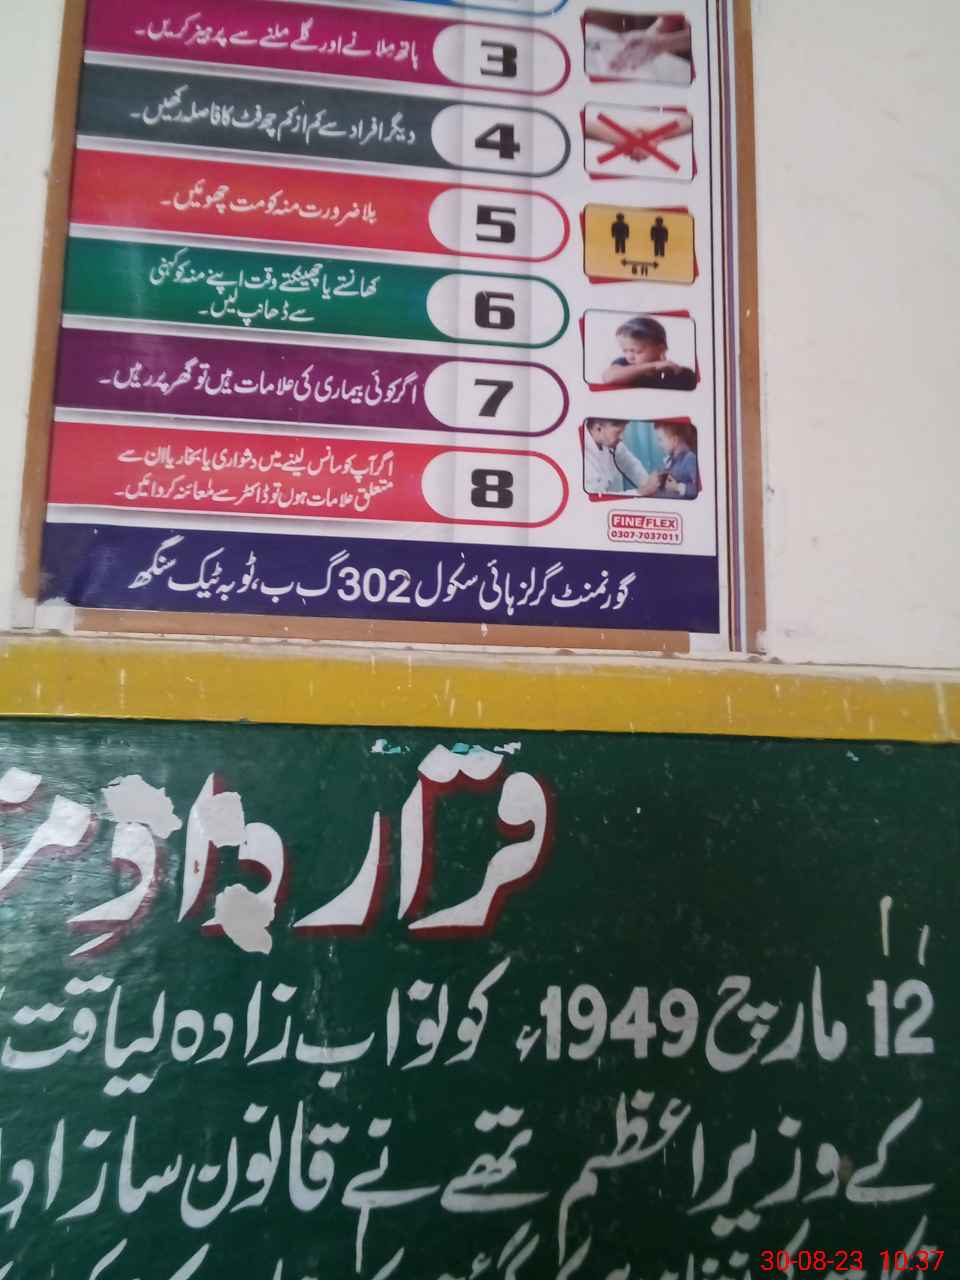 ہاتھ ملانے اور گلے ملنے سے پرہیز کریں۔
3
دیگر افراد سے کم از کم چھ فٹ کا فاصلہ رکھیں۔
4
بلا ضرورت منہ کو مت چھوئیں۔
5
6 ft
کھانستے یا چھینکتے وقت اپنے منہ کو کہنی
سے ڈھانپ لیں۔
6
اگر کوئی بیماری کی علامات ہیں تو گھر پر رہیں۔
7
اگر آپ کو سانس لینے میں دشواری یا بخار یا ان سے
متعلق علامات ہوں تو ڈاکٹر سے معائنہ کروائیں۔
8
FINE FLEX
0307-7037011
گورنمنٹ گرلز ہائی سکول 302 گ ب، ٹوبہ ٹیک سنگھ
قرار دادِ
12 مارچ 1949ء کو نواب زادہ لیاقت
کے وزیر اعظم تھے نے قانون ساز
30-08-23 10:37